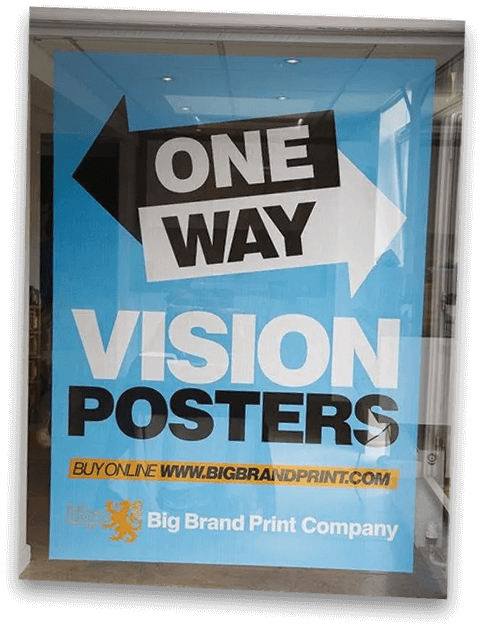 ONE
WAY
VISION
POSTERS
BUY ONLINE WWW.BIGBRANDPRINT.COM
Big Brand Print Company